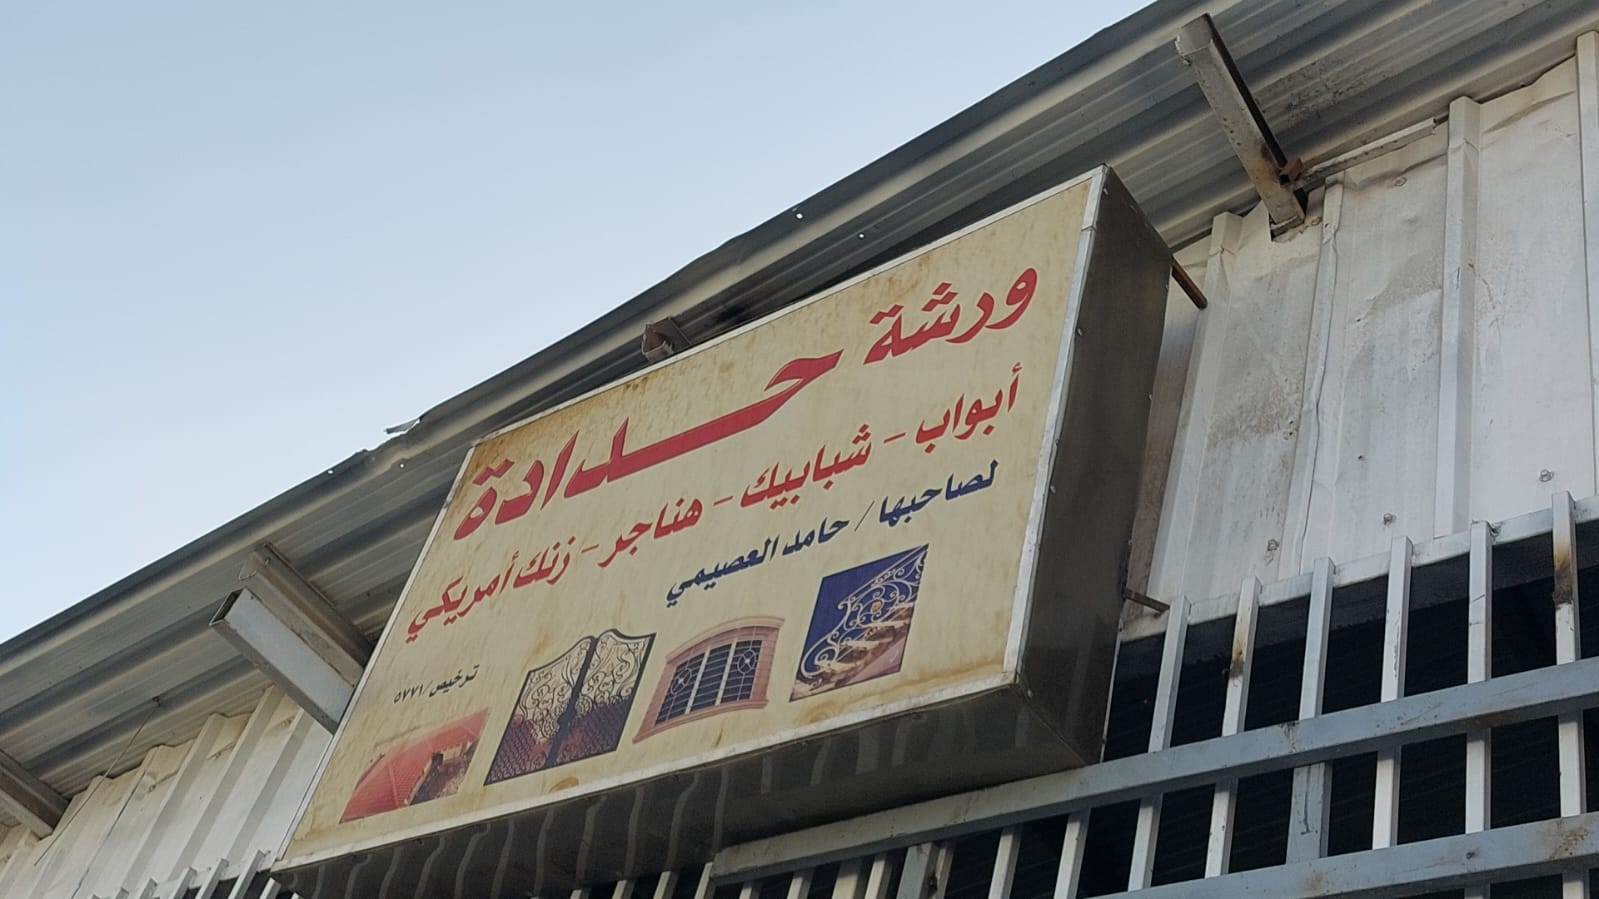 ورشة حدادة
أبواب - شبابيك - هناجر - زنك أمريكي
لصاحبها / حامد العصيمي
ترخيص/ ٥٧٧١